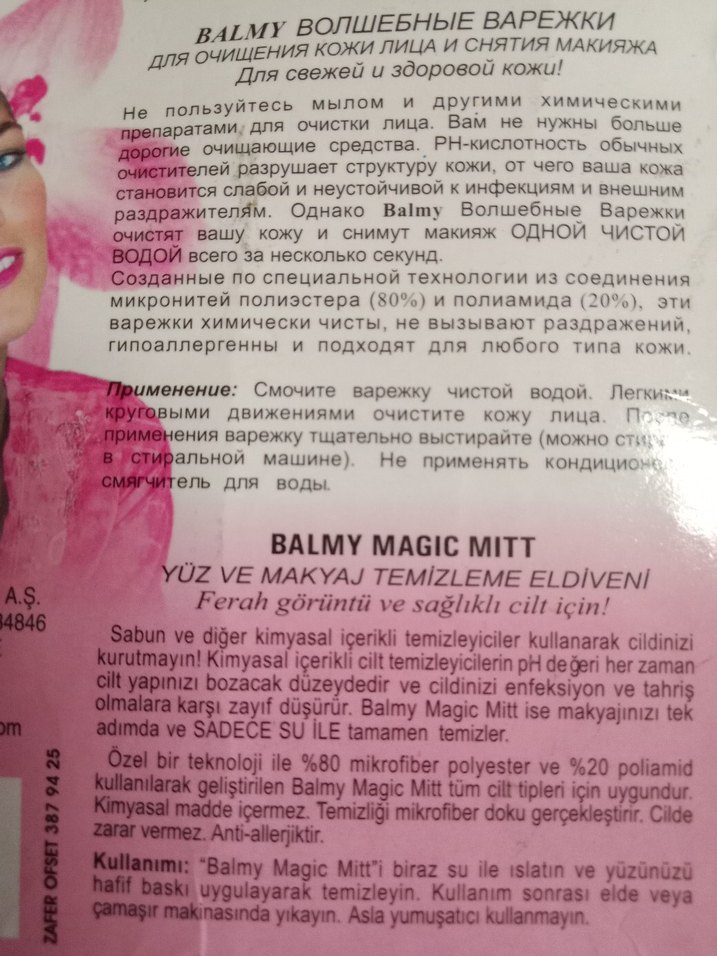 BALMY ВОЛШЕБНЫЕ ВАРЕЖКИ
ДЛЯ ОЧИЩЕНИЯ КОЖИ ЛИЦА И СНЯТИЯ МАКИЯЖА
Для свежей и здоровой кожи!
Не пользуйтесь мылом и другими химическими
препаратами для очистки лица. Вам не нужны больше
дорогие очищающие средства. PH-кислотность обычных
очистителей разрушает структуру кожи, от чего ваша кожа
становится слабой и неустойчивой к инфекциям и внешним
раздражителям. Однако Balmy Волшебные Варежки
очистят вашу кожу и снимут макияж ОДНОЙ ЧИСТОЙ
ВОДОЙ всего за несколько секунд.
Созданные по специальной технологии из соединения
микронитей полиэстера (80%) и полиамида (20%), эти
варежки химически чисты, не вызывают раздражений,
гипоаллергенны и подходят для любого типа кожи.
Применение: Смочите варежку чистой водой. Легкими
круговыми движениями очистите кожу лица. После
применения варежку тщательно выстирайте (можно
в стиральной машине). Не применять
смягчитель для воды.
BALMY MAGIC MITT
YÜZ VE MAKYAJ TEMİZLEME ELDİVENİ
Ferah görüntü ve sağlıklı cilt için!
Sabun ve diğer kimyasal içerikli temizleyiciler kullanarak cildinizi
kurutmayın! Kimyasal içerikli cilt temizleyicilerin pH değeri her zaman
cilt yapınızı bozacak düzeydedir ve cildinizi enfeksiyon ve tahriş
olmalara karşı zayıf düşürür. Balmy Magic Mitt ise makyajınızı tek
adımda ve SADECE SU İLE tamamen temizler.
Özel bir teknoloji ile %80 mikrofiber polyester ve %20 poliamid
kullanılarak geliştirilen Balmy Magic Mitt tüm cilt tipleri için uygundur.
Kimyasal madde içermez. Temizliği mikrofiber doku gerçekleştirir. Cilde
zarar vermez. Anti-allerjiktir.
Kullanımı: "Balmy Magic Mitt"i biraz su ile ıslatın ve yüzünüzü
hafif baskı uygulayarak temizleyin. Kullanım sonrası elde veya
çamaşır makinasında yıkayın. Asla yumuşatıcı kullanmayın.
A.Ş.
34846
om
ZAFER OFSET 387 94 25